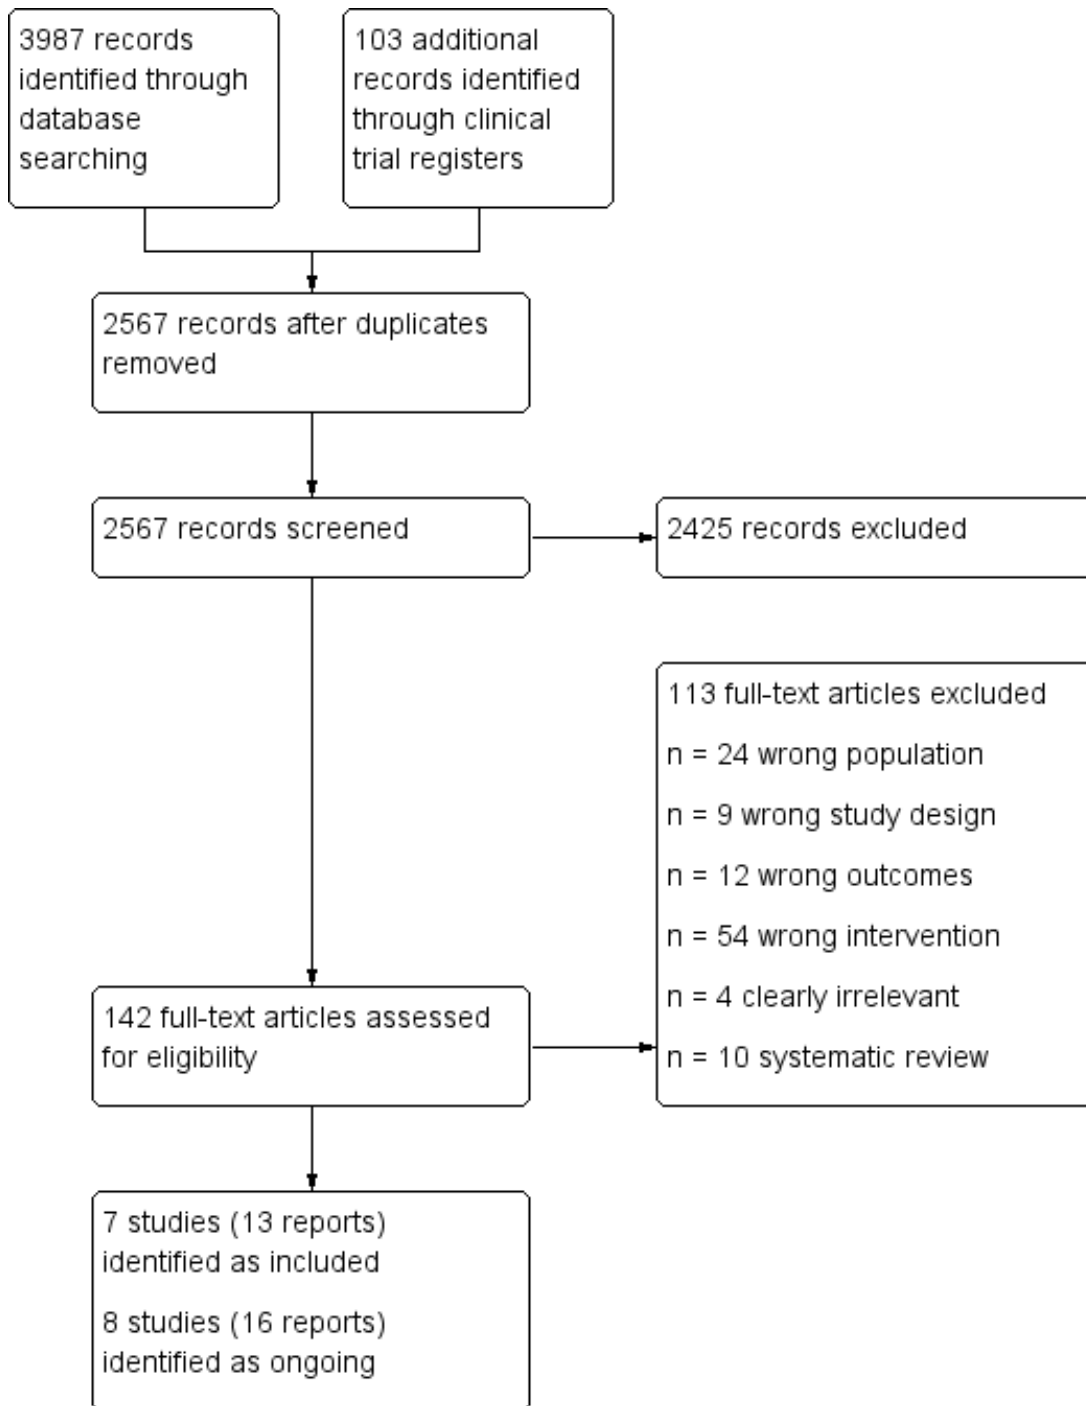 3987 records
identified through
database
searching
103 additional
records identified
through clinical
trial registers
2567 records after duplicates
removed
2567 records screened
2425 records excluded
113 full-text articles excluded
n = 24 wrong population
n = 9 wrong study design
n = 12 wrong outcomes
n = 54 wrong intervention
n = 4 clearly irrelevant
n = 10 systematic review
142 full-text articles assessed
for eligibility
7 studies (13 reports)
identified as included
8 studies (16 reports)
identified as ongoing